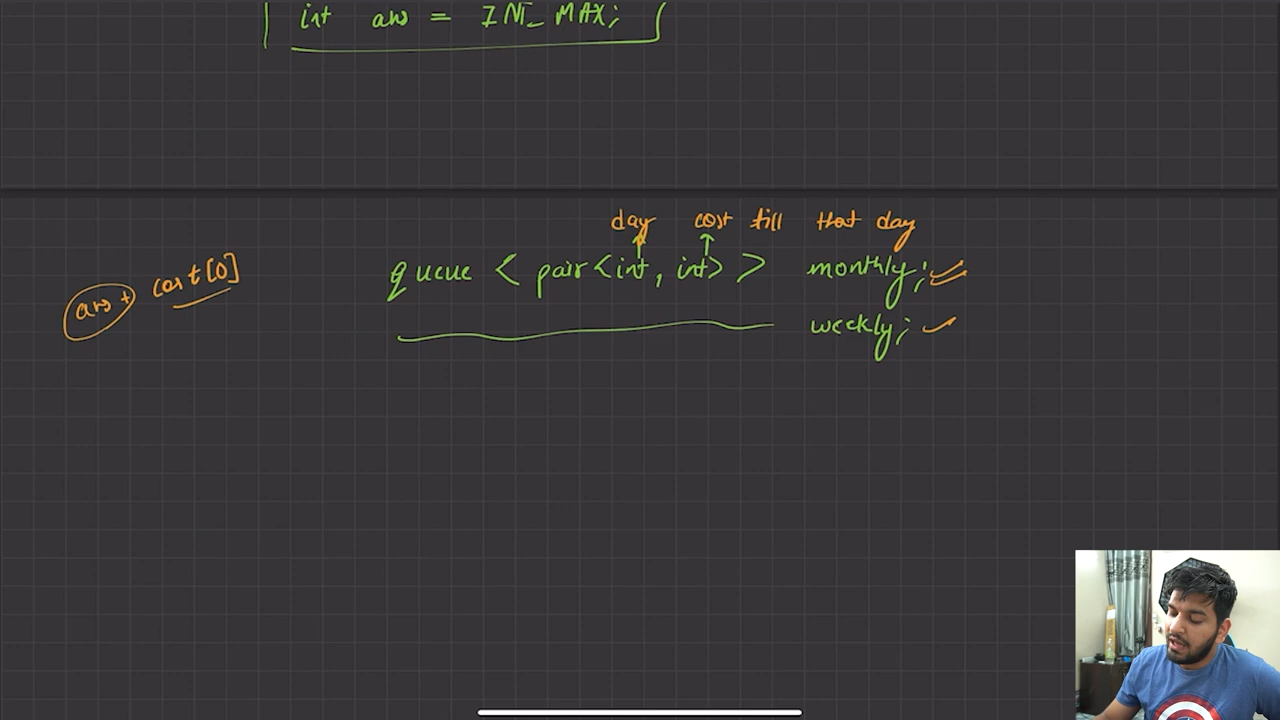 int ans = INT_MAX;
day cost till that day
queue < pair<int, int> > monthly;
ans + cost[0]
weekly;